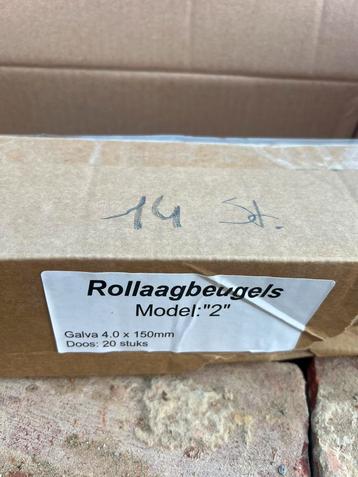 14 St.
Rollaagbeugels
Model:"2"
Galva 4.0 x 150mm
Doos: 20 stuks